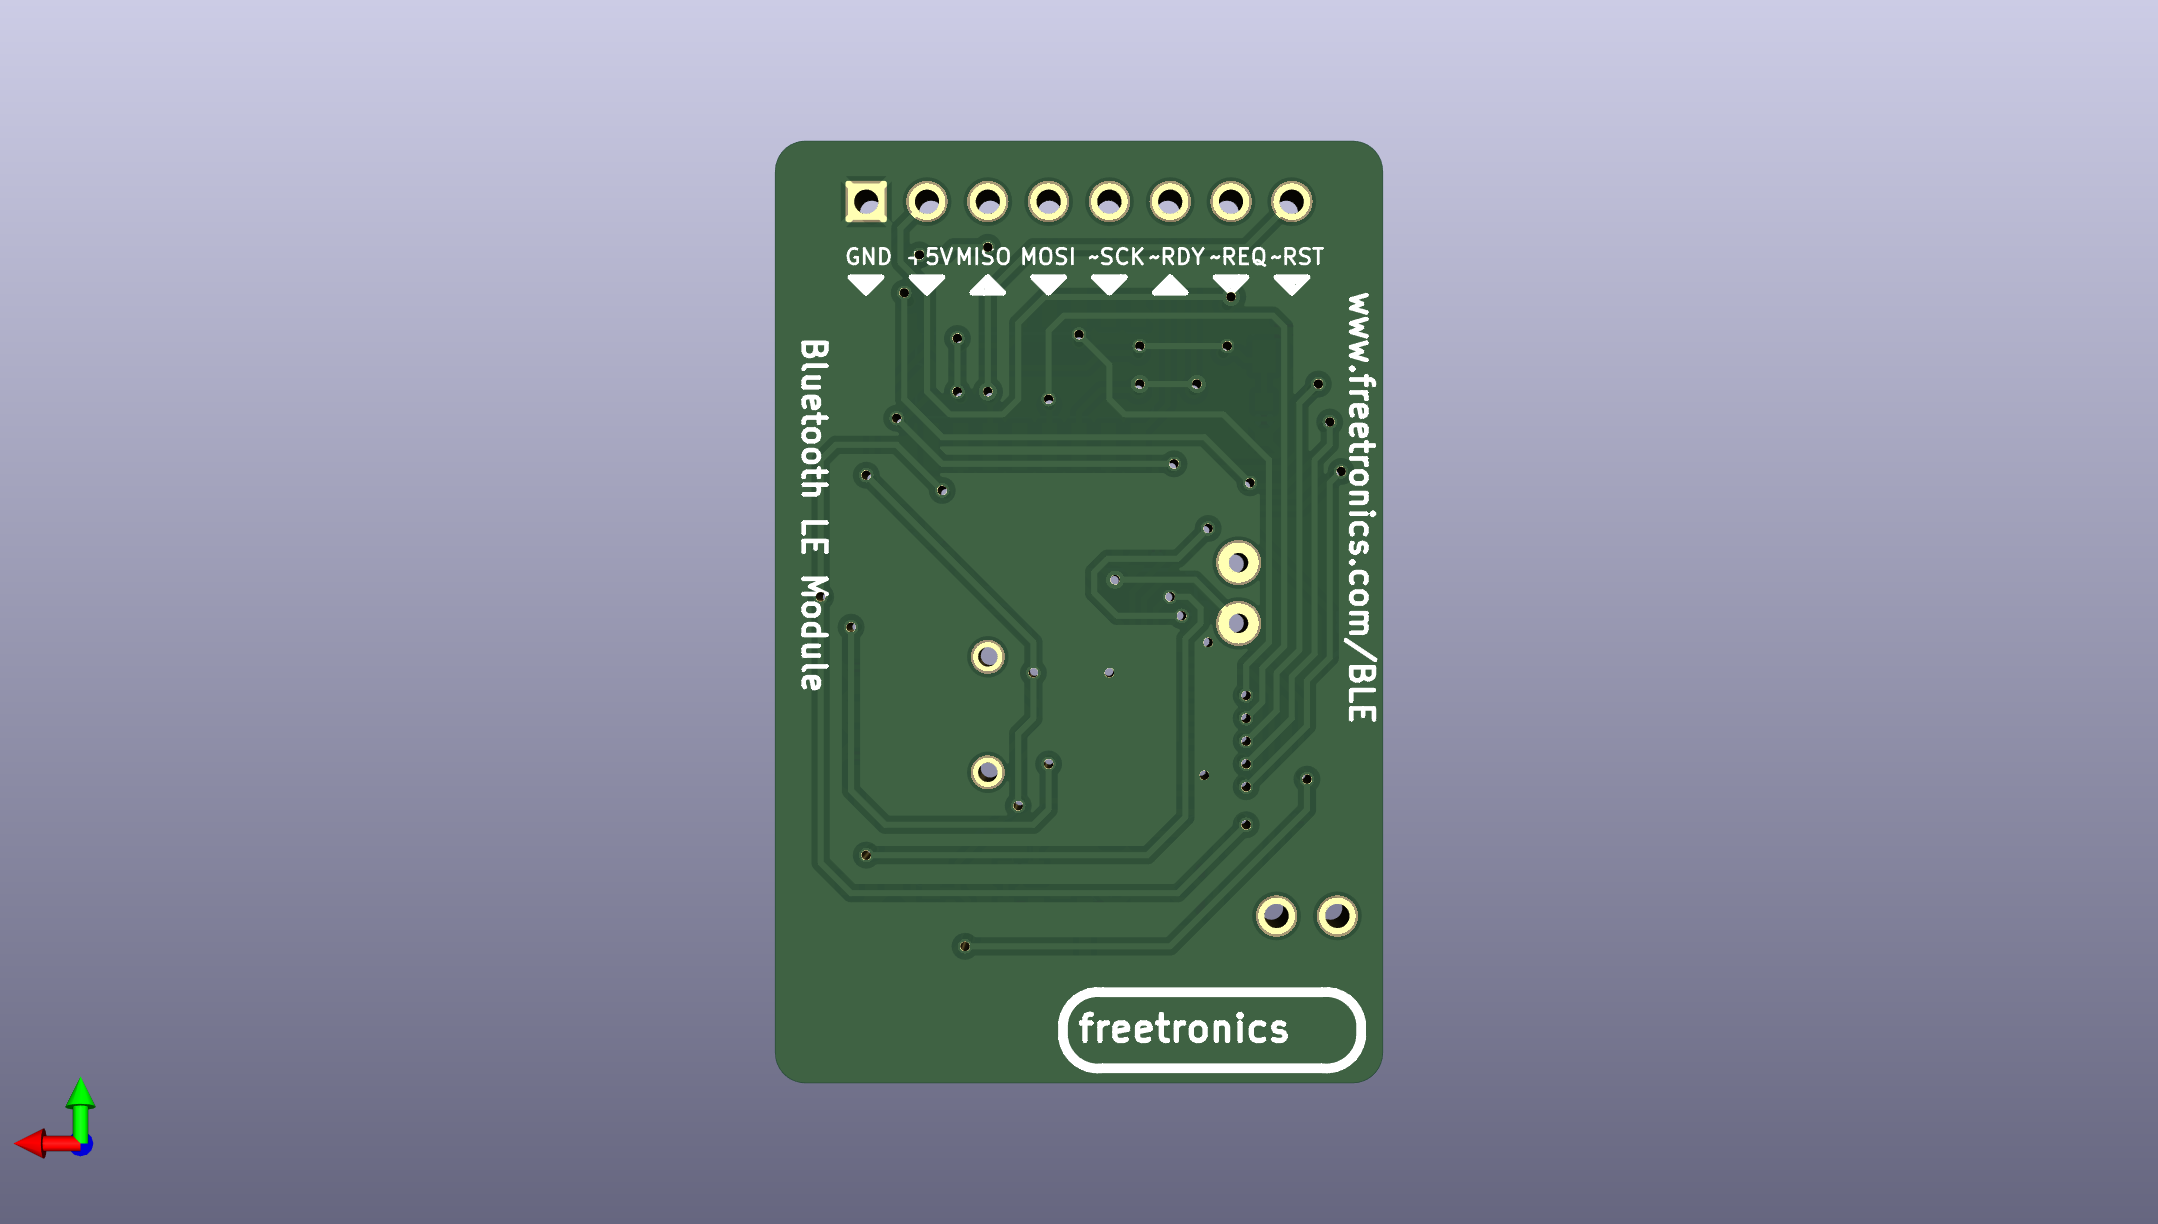 GND +5V MISO MOSI ~SCK ~RDY ~REQ ~RST
Bluetooth LE Module
www.freetronics.com/BLE
freetronics